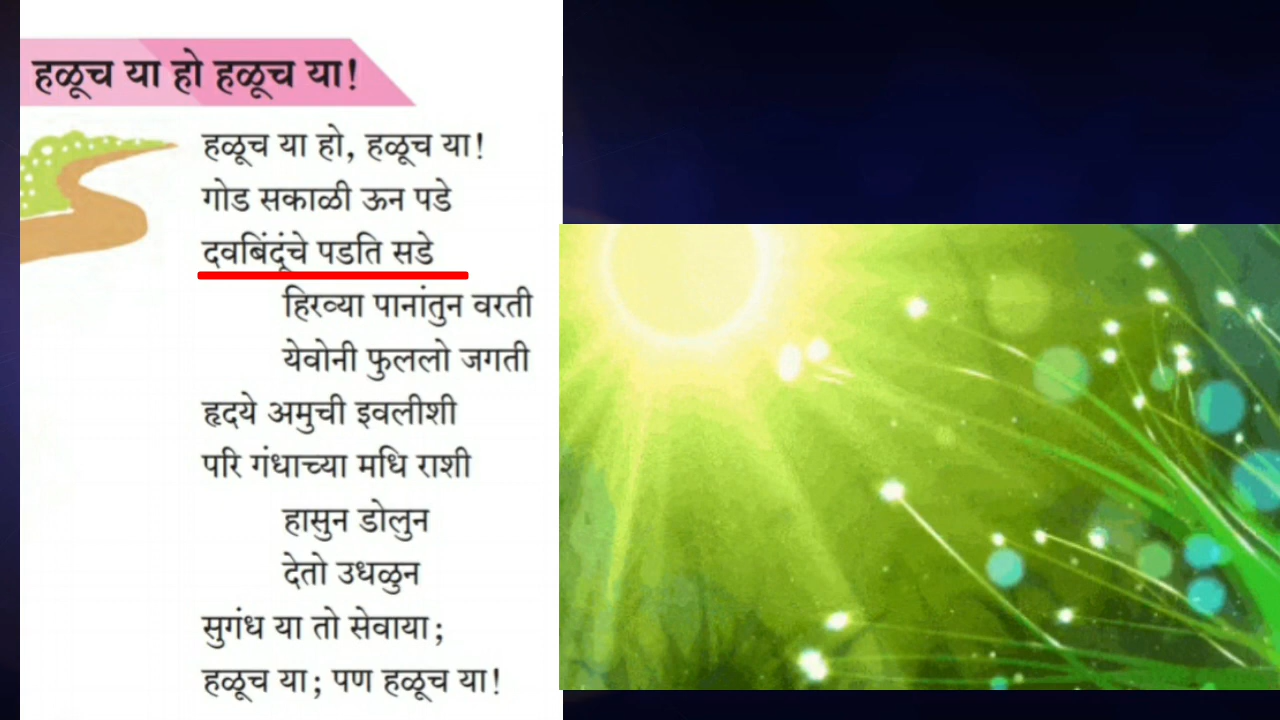 हळूच या हो हळूच या!
हळूच या हो, हळूच या!
गोड सकाळी ऊन पडे
दवबिंदूंचे पडति सडे
हिरव्या पानांतुन वरती
येवोनी फुललो जगती
हृदये अमुची इवलीशी
परि गंधाच्या मधि राशी
हासुन डोलुन
देतो उधळुन
सुगंध या तो सेवाया;
हळूच या; पण हळूच या!